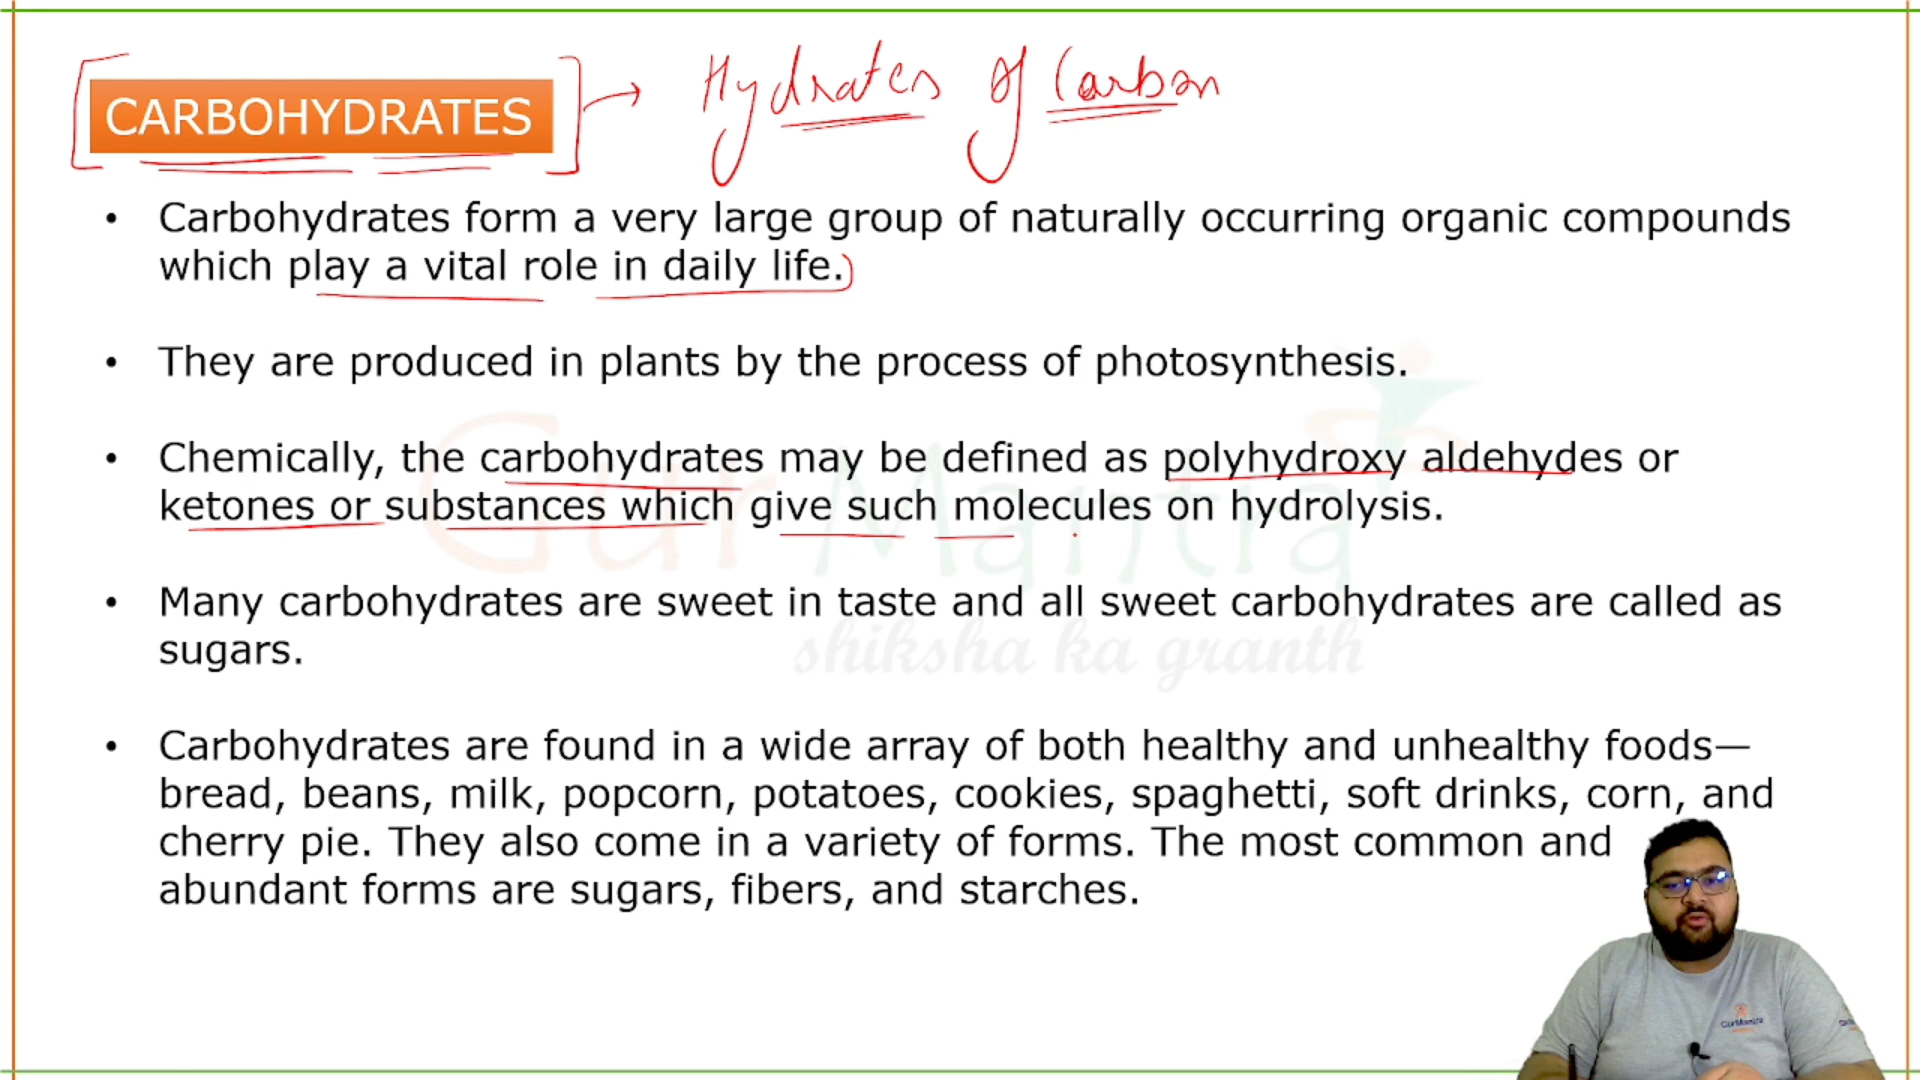 CARBOHYDRATES → Hydrates of Carbon
• Carbohydrates form a very large group of naturally occurring organic compounds
which play a vital role in daily life.
• They are produced in plants by the process of photosynthesis.
• Chemically, the carbohydrates may be defined as polyhydroxy aldehydes or
ketones or substances which give such molecules on hydrolysis.
• Many carbohydrates are sweet in taste and all sweet carbohydrates are called as
sugars.
• Carbohydrates are found in a wide array of both healthy and unhealthy foods—
bread, beans, milk, popcorn, potatoes, cookies, spaghetti, soft drinks, corn, and
cherry pie. They also come in a variety of forms. The most common and
abundant forms are sugars, fibers, and starches.
Gur Mantra
shiksha ka granth
GurMantra